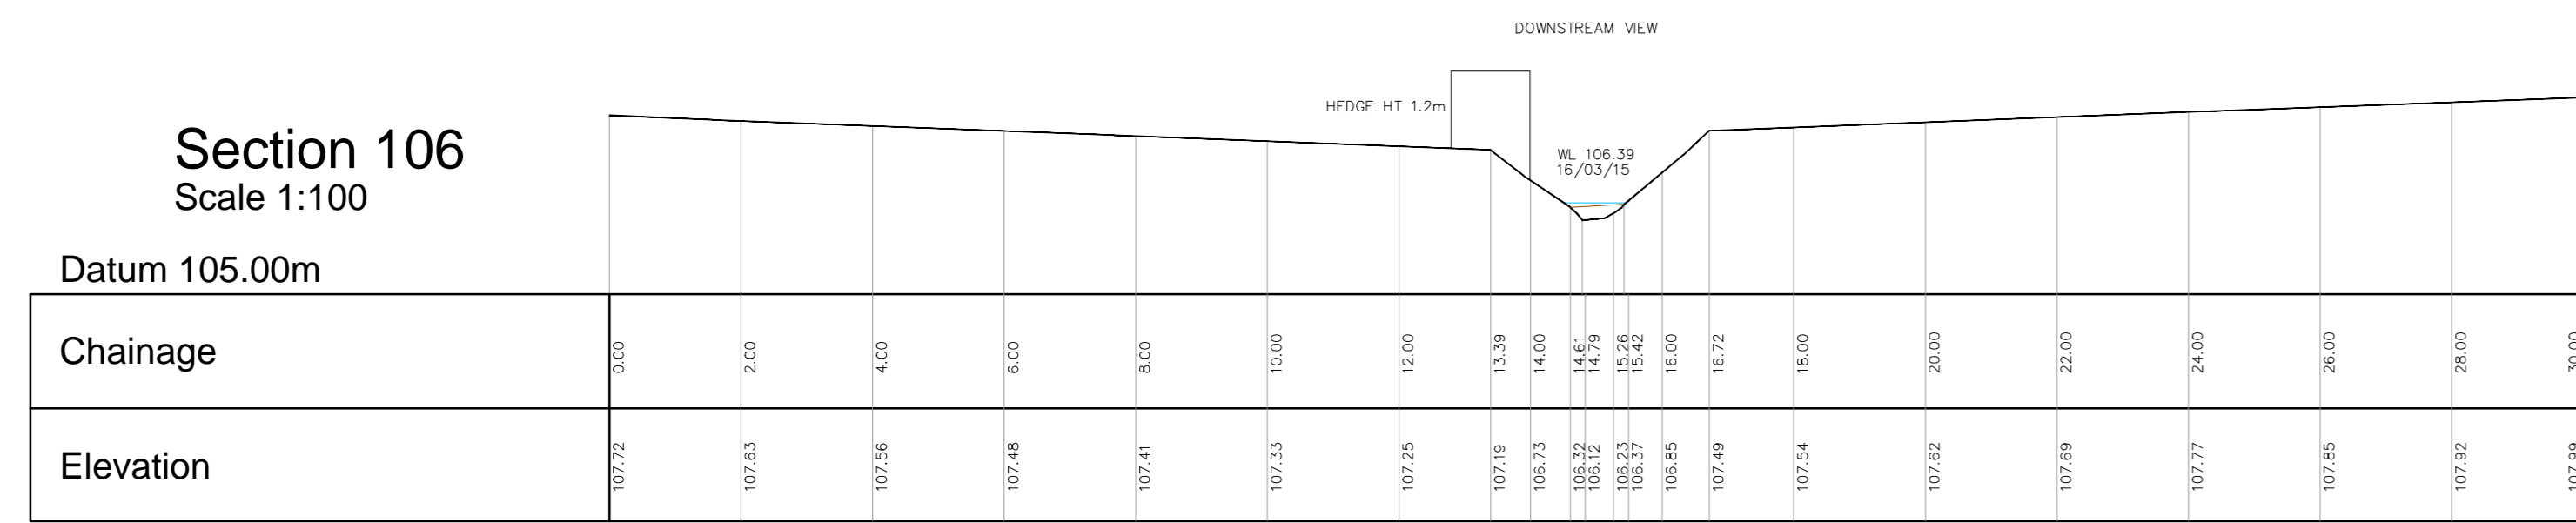 DOWNSTREAM VIEW
HEDGE HT 1.2m
Section 106
Scale 1:100
WL 106.39
16/03/15
Datum 105.00m
Chainage 0.00 2.00 4.00 6.00 8.00 10.00 12.00 13.39 14.00 14.61 14.79 15.26 15.42 16.00 16.72 18.00 20.00 22.00 24.00 26.00 28.00 30.00
Elevation 107.72 107.63 107.56 107.48 107.41 107.33 107.25 107.19 106.73 106.32 106.12 106.23 106.37 106.85 107.49 107.54 107.62 107.69 107.77 107.85 107.92 107.99